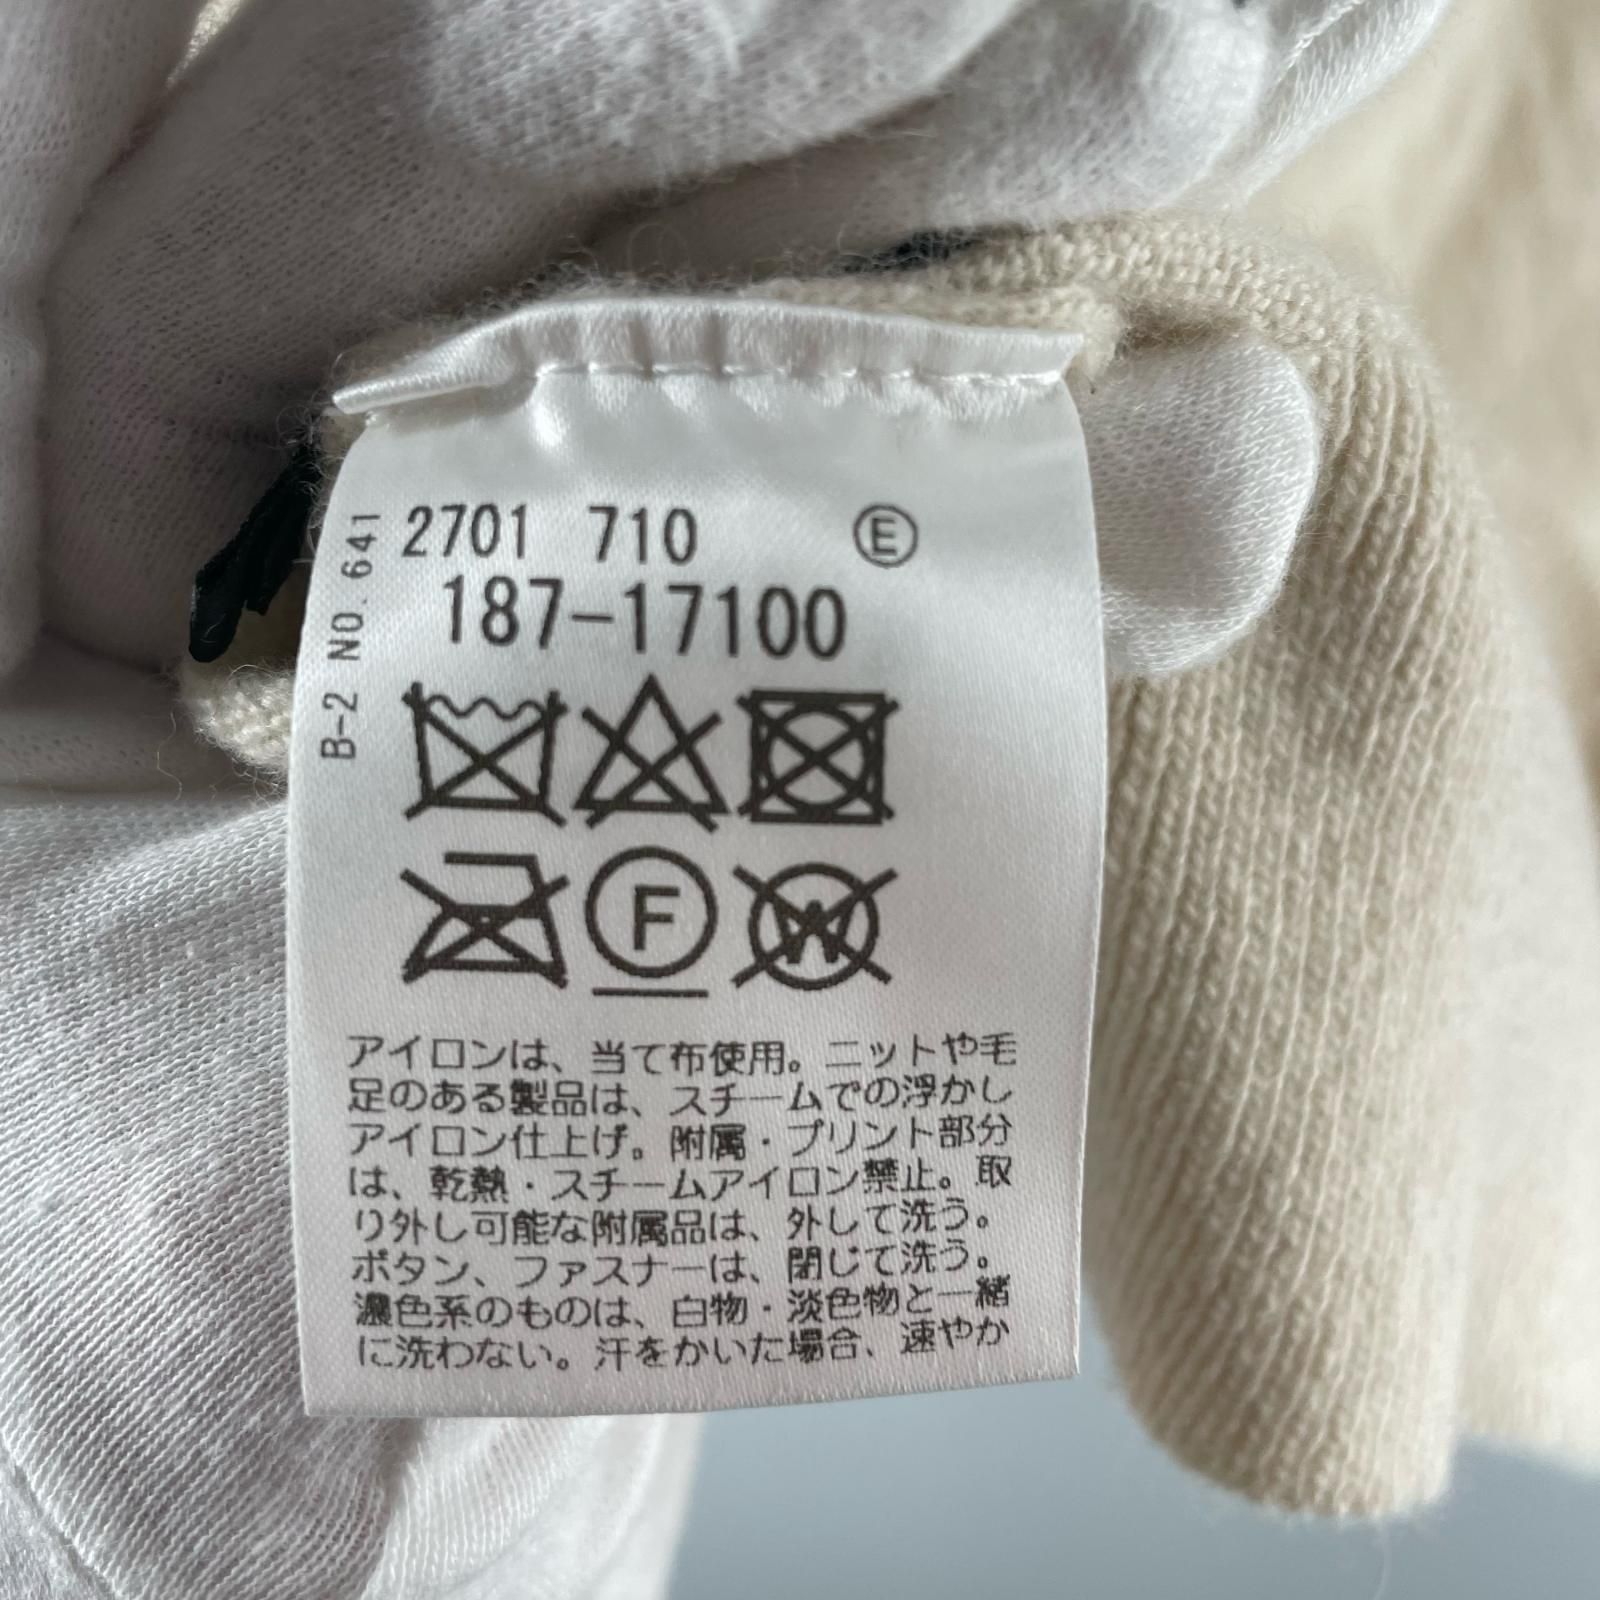 2701 710 Ⓔ
187-17100
B-2 NO.641
F
W
アイロンは、当て布使用。ニットや毛
足のある製品は、スチームでの浮かし
アイロン仕上げ。附属・プリント部分
は、乾熱・スチームアイロン禁止。取
り外し可能な附属品は、外して洗う。
ボタン、ファスナーは、閉じて洗う。
濃色系のものは、白物・淡色物と一緒
に洗わない。汗をかいた場合、速やか